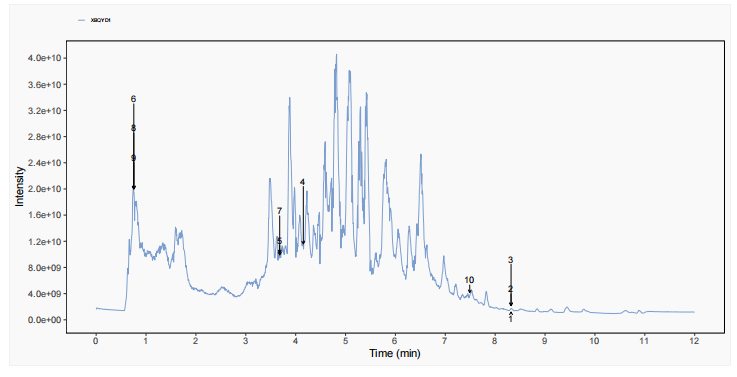 XBQYD1
4.0e+10
3.6e+10
3.2e+10
2.8e+10
2.4e+10
2.0e+10
1.6e+10
1.2e+10
8.0e+09
4.0e+09
0.0e+00
Intensity
6
8
9
7
5
4
10
3
2
1
0 1 2 3 4 5 6 7 8 9 10 11 12
Time (min)